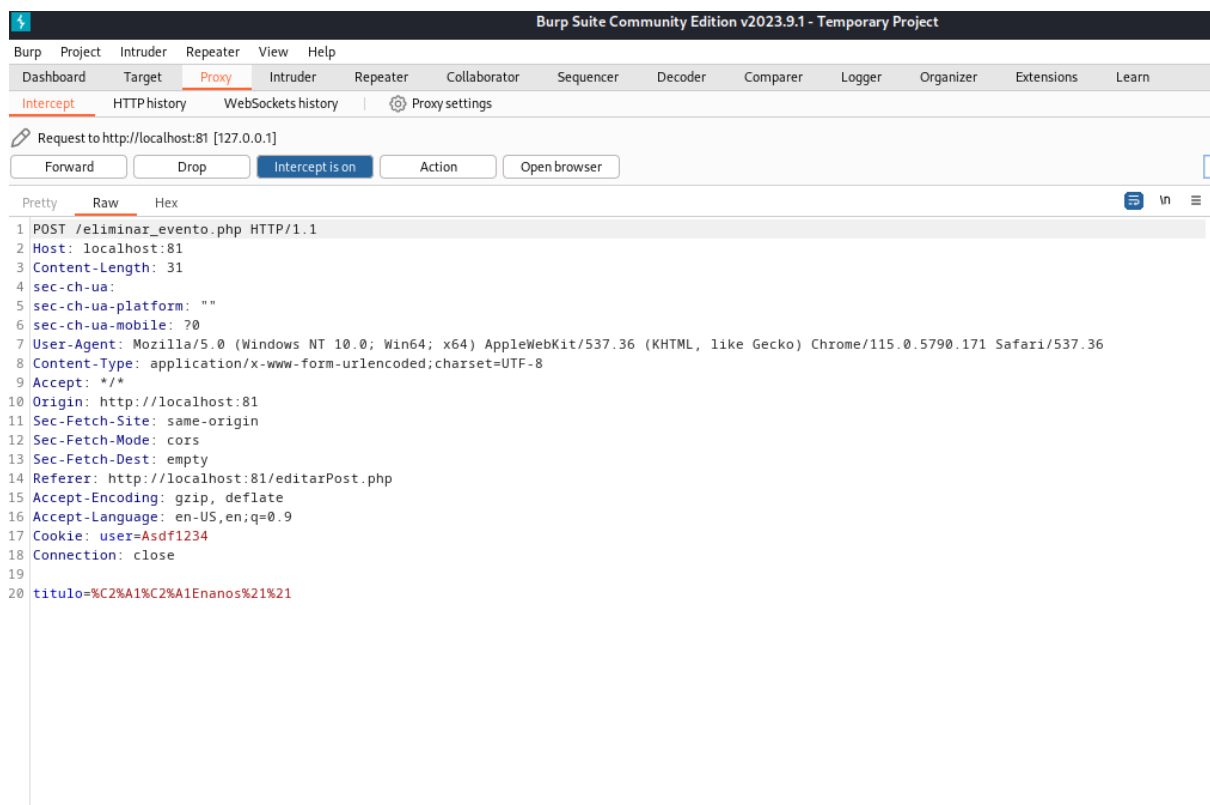 Burp Suite Community Edition v2023.9.1 - Temporary Project
Burp Project Intruder Repeater View Help
Dashboard Target Proxy Intruder Repeater Collaborator Sequencer Decoder Comparer Logger Organizer Extensions Learn
Intercept HTTP history WebSockets history Proxy settings
Request to http://localhost:81 [127.0.0.1]
Forward Drop Intercept is on Action Open browser
Pretty Raw Hex \n
1 POST /eliminar_evento.php HTTP/1.1
2 Host: localhost:81
3 Content-Length: 31
4 sec-ch-ua:
5 sec-ch-ua-platform: ""
6 sec-ch-ua-mobile: ?0
7 User-Agent: Mozilla/5.0 (Windows NT 10.0; Win64; x64) AppleWebKit/537.36 (KHTML, like Gecko) Chrome/115.0.5790.171 Safari/537.36
8 Content-Type: application/x-www-form-urlencoded;charset=UTF-8
9 Accept: */*
10 Origin: http://localhost:81
11 Sec-Fetch-Site: same-origin
12 Sec-Fetch-Mode: cors
13 Sec-Fetch-Dest: empty
14 Referer: http://localhost:81/editarPost.php
15 Accept-Encoding: gzip, deflate
16 Accept-Language: en-US,en;q=0.9
17 Cookie: user=Asdf1234
18 Connection: close
19
20 titulo=%C2%A1%C2%A1Enanos%21%21